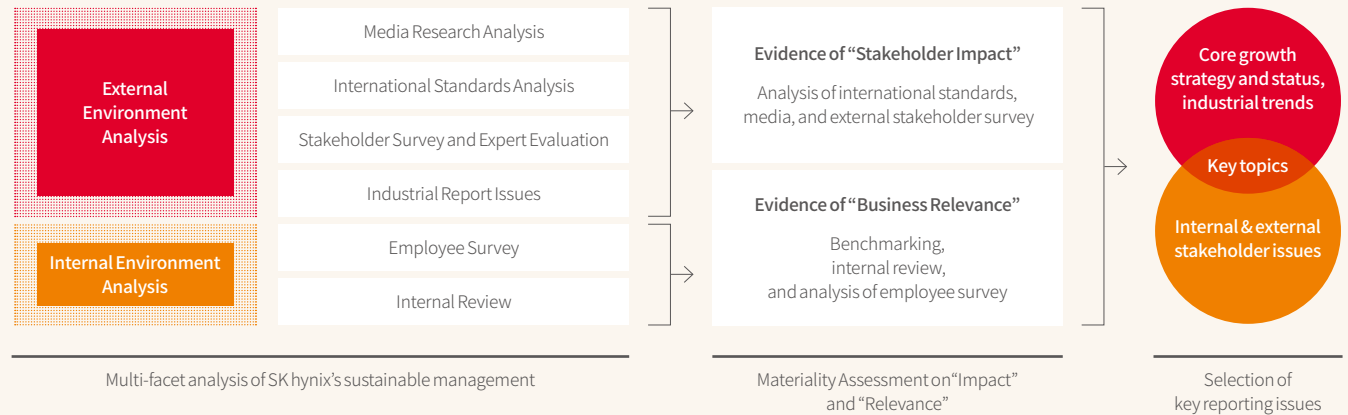 External
Environment
Analysis
Internal Environment
Analysis
Media Research Analysis
International Standards Analysis
Stakeholder Survey and Expert Evaluation
Industrial Report Issues
Employee Survey
Internal Review
Multi-facet analysis of SK hynix’s sustainable management
Evidence of “Stakeholder Impact”
Analysis of international standards,
media, and external stakeholder survey
Evidence of “Business Relevance”
Benchmarking,
internal review,
and analysis of employee survey
Materiality Assessment on“Impact”
and “Relevance”
Core growth
strategy and status,
industrial trends
Key topics
Internal & external
stakeholder issues
Selection of
key reporting issues